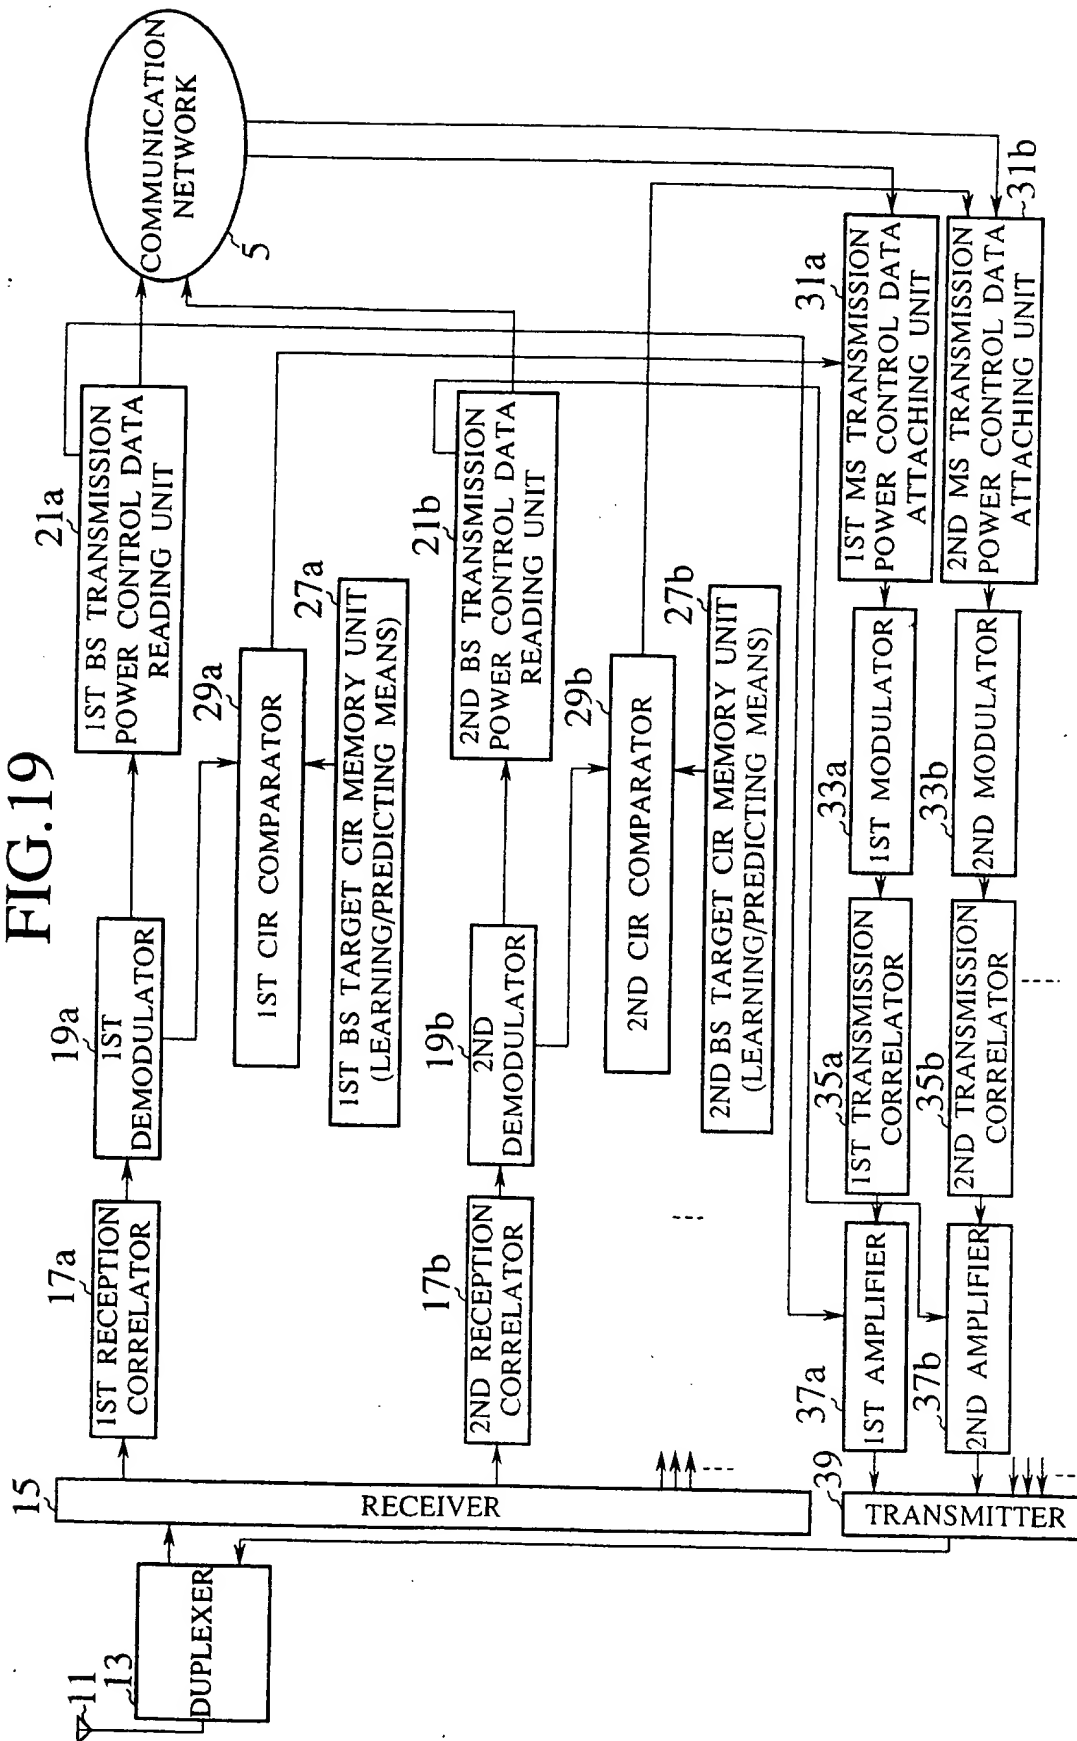 FIG.19
11
13
DUPLEXER
15
RECEIVER
17a
1ST RECEPTION
CORRELATOR
19a
1ST
DEMODULATOR
21a
1ST BS TRANSMISSION
POWER CONTROL DATA
READING UNIT
COMMUNICATION
NETWORK
5
29a
1ST CIR COMPARATOR
27a
1ST BS TARGET CIR MEMORY UNIT
(LEARNING/PREDICTING MEANS)
17b
2ND RECEPTION
CORRELATOR
19b
2ND
DEMODULATOR
21b
2ND BS TRANSMISSION
POWER CONTROL DATA
READING UNIT
29b
2ND CIR COMPARATOR
27b
2ND BS TARGET CIR MEMORY UNIT
(LEARNING/PREDICTING MEANS)
39
TRANSMITTER
37a
1ST AMPLIFIER
35a
1ST TRANSMISSION
CORRELATOR
33a
1ST MODULATOR
31a
1ST MS TRANSMISSION
POWER CONTROL DATA
ATTACHING UNIT
37b
2ND AMPLIFIER
35b
2ND TRANSMISSION
CORRELATOR
33b
2ND MODULATOR
31b
2ND MS TRANSMISSION
POWER CONTROL DATA
ATTACHING UNIT